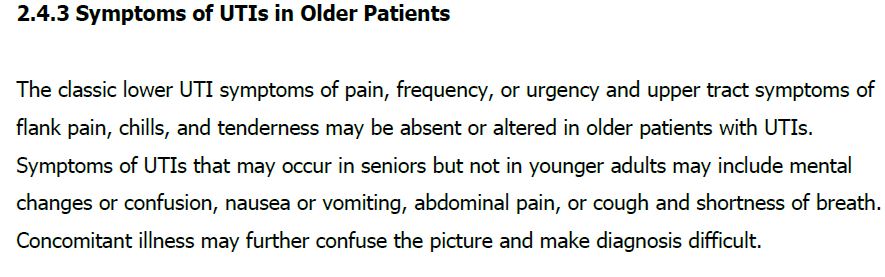 2.4.3 Symptoms of UTIs in Older Patients
The classic lower UTI symptoms of pain, frequency, or urgency and upper tract symptoms of
flank pain, chills, and tenderness may be absent or altered in older patients with UTIs.
Symptoms of UTIs that may occur in seniors but not in younger adults may include mental
changes or confusion, nausea or vomiting, abdominal pain, or cough and shortness of breath.
Concomitant illness may further confuse the picture and make diagnosis difficult.